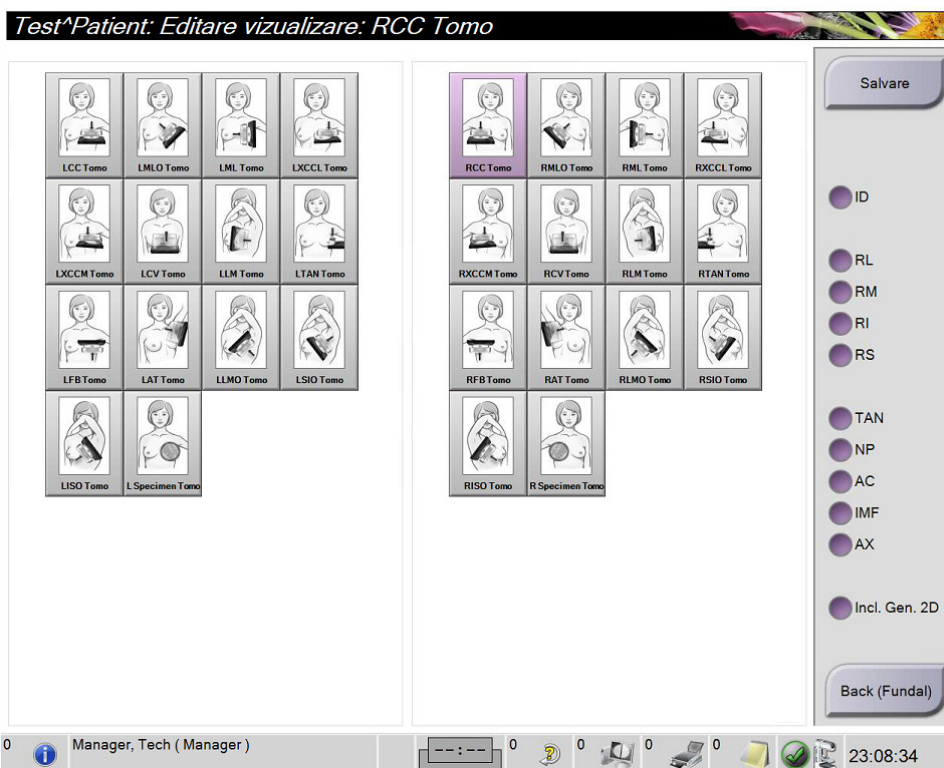 Test^Patient: Editare vizualizare: RCC Tomo
LCC Tomo LMLO Tomo LML Tomo LXCCL Tomo
LXCCM Tomo LCV Tomo LLM Tomo LTAN Tomo
LFB Tomo LAT Tomo LLMO Tomo LSIO Tomo
LISO Tomo L Specimen Tomo
RCC Tomo RMLO Tomo RML Tomo RXCCL Tomo
RXCCM Tomo RCV Tomo RLM Tomo RTAN Tomo
RFB Tomo RAT Tomo RLMO Tomo RSIO Tomo
RISO Tomo R Specimen Tomo
Salvare
ID
RL
RM
RI
RS
TAN
NP
AC
IMF
AX
Incl. Gen. 2D
Back (Fundal)
0 Manager, Tech ( Manager ) --:-- 0 0 0 0 23:08:34